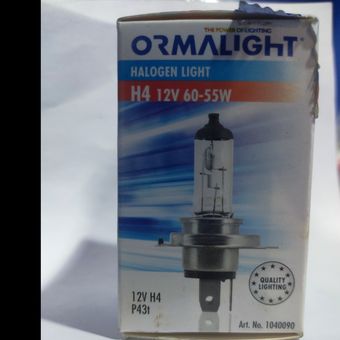 THE POWER OF LIGHTING
ORMALIGHT
HALOGEN LIGHT
H4 12V 60-55W
QUALITY
LIGHTING
12V H4
P43t
Art. No. 1040090